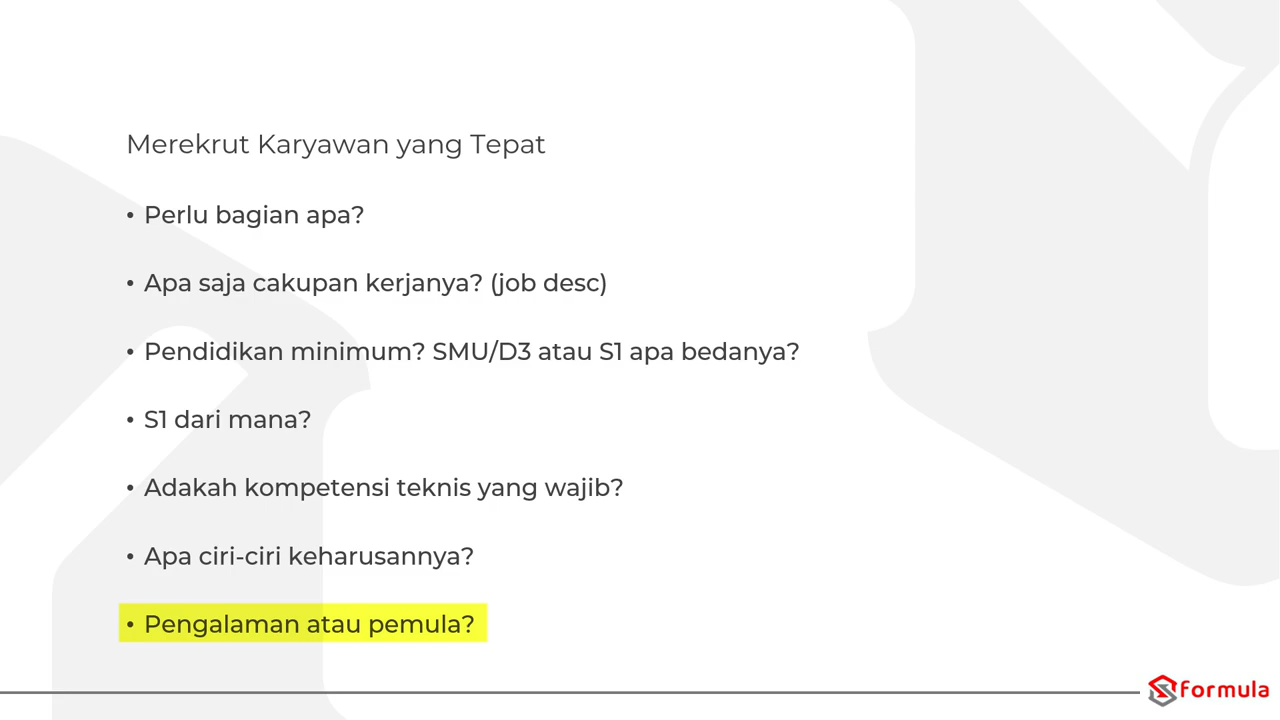 Merekrut Karyawan yang Tepat
• Perlu bagian apa?
• Apa saja cakupan kerjanya? (job desc)
• Pendidikan minimum? SMU/D3 atau S1 apa bedanya?
• S1 dari mana?
• Adakah kompetensi teknis yang wajib?
• Apa ciri-ciri keharusannya?
• Pengalaman atau pemula?
formula